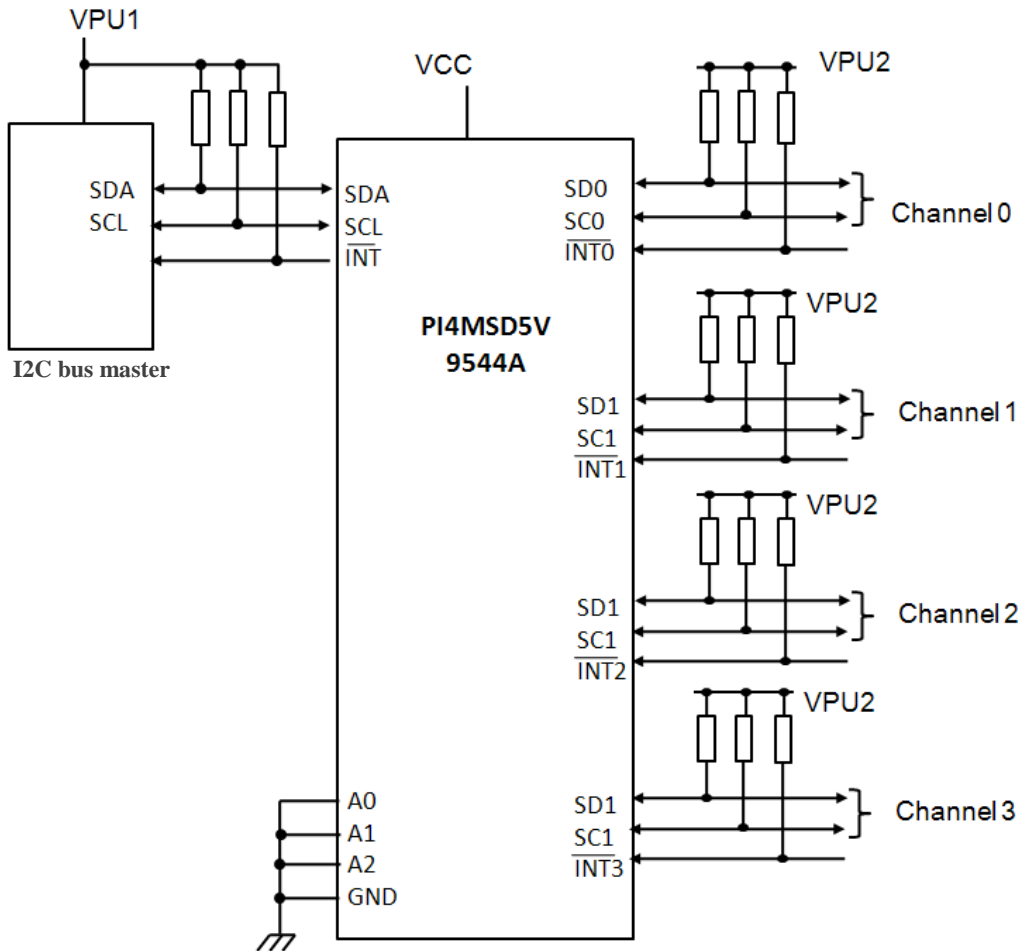 VPU1
VCC
VPU2
SDA
SCL
I2C bus master
SDA
SCL
INT
PI4MSD5V
9544A
SD0
SC0
INT0
Channel 0
VPU2
SD1
SC1
INT1
Channel 1
VPU2
SD1
SC1
INT2
Channel 2
VPU2
SD1
SC1
INT3
Channel 3
A0
A1
A2
GND